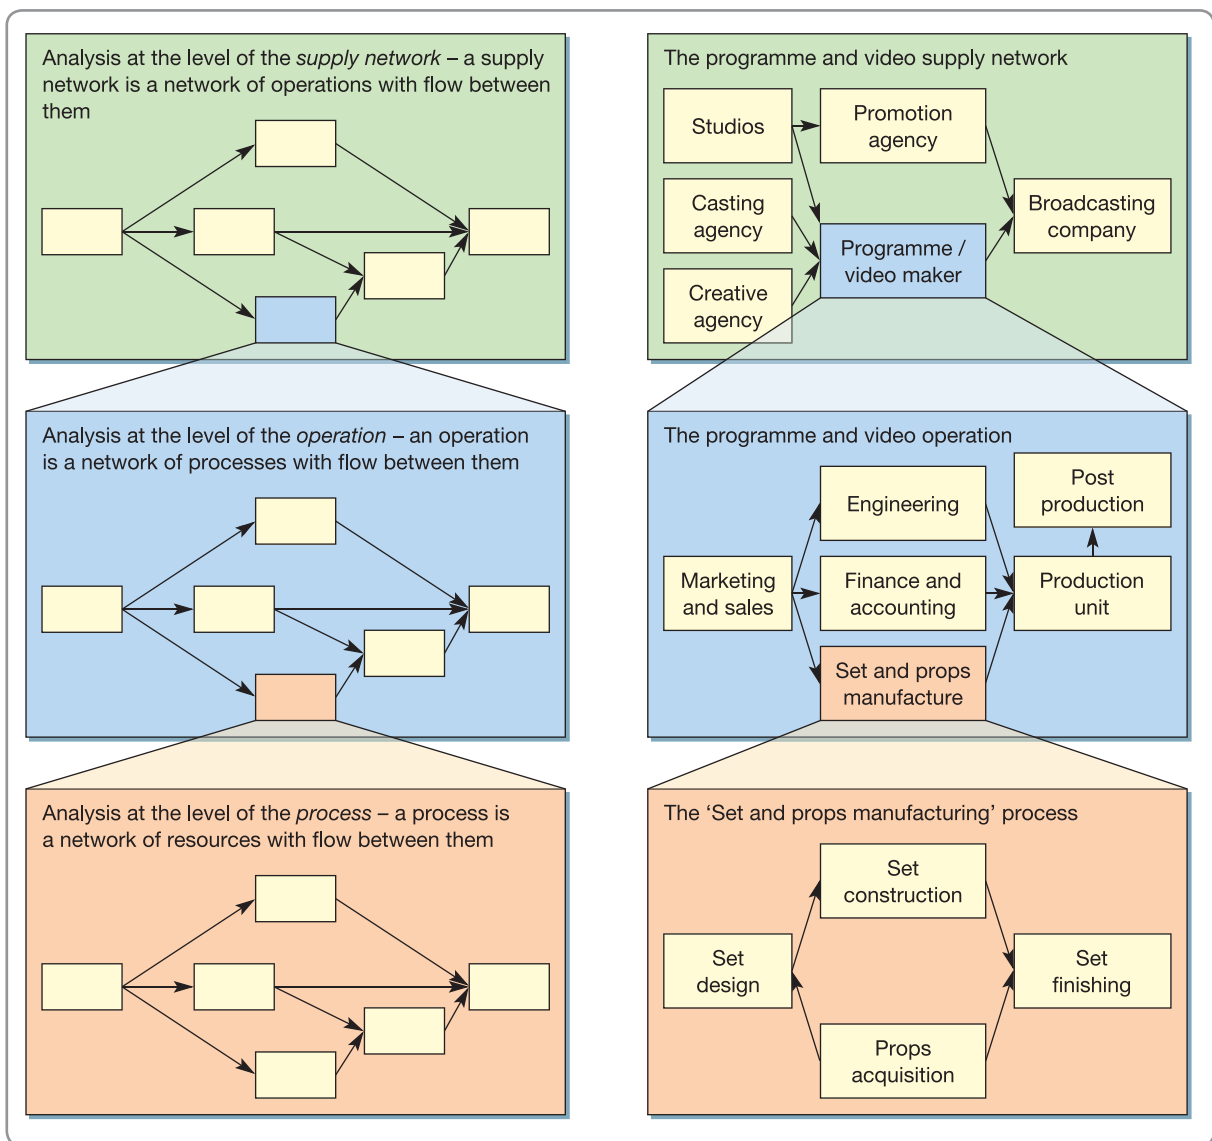 Analysis at the level of the supply network – a supply
network is a network of operations with flow between
them
The programme and video supply network
Studios
Promotion
agency
Casting
agency
Broadcasting
company
Programme /
video maker
Creative
agency
Analysis at the level of the operation – an operation
is a network of processes with flow between them
The programme and video operation
Engineering
Post
production
Marketing
and sales
Finance and
accounting
Production
unit
Set and props
manufacture
Analysis at the level of the process – a process is
a network of resources with flow between them
The ‘Set and props manufacturing’ process
Set
construction
Set
design
Set
finishing
Props
acquisition